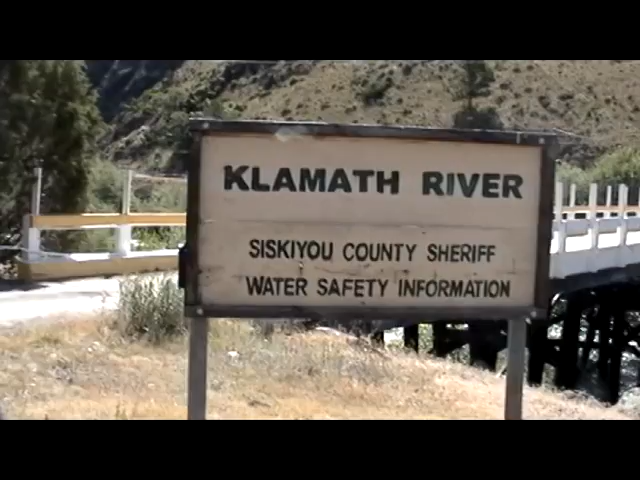 KLAMATH RIVER
SISKIYOU COUNTY SHERIFF
WATER SAFETY INFORMATION